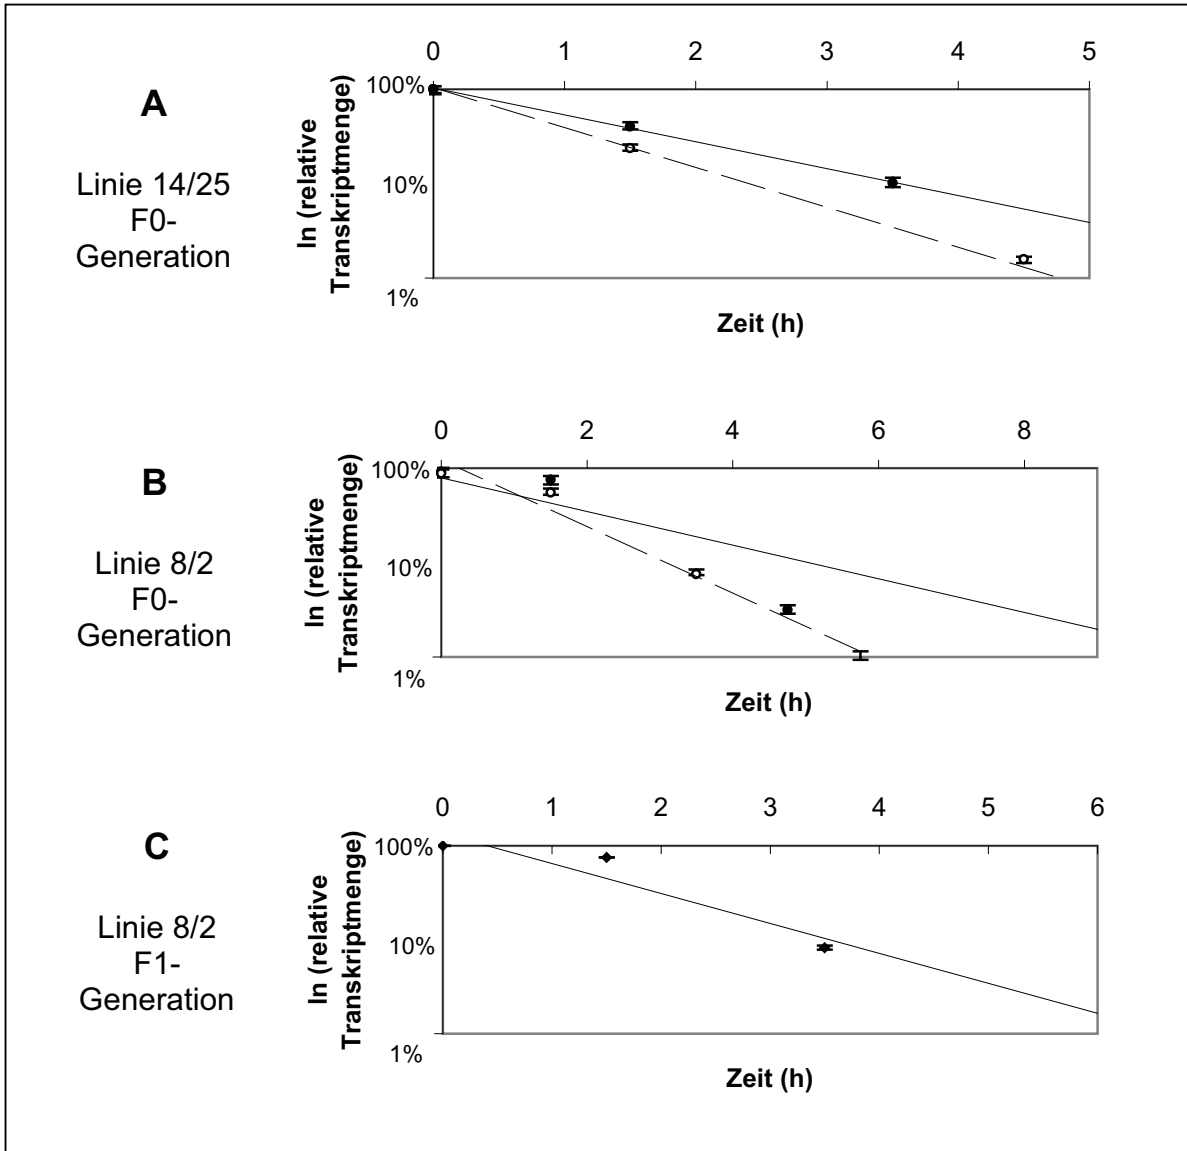 A
Linie 14/25
F0-
Generation
0 1 2 3 4 5
100%
10%
1%
ln (relative
Transkriptmenge)
Zeit (h)
B
Linie 8/2
F0-
Generation
0 2 4 6 8
100%
10%
1%
ln (relative
Transkriptmenge)
Zeit (h)
C
Linie 8/2
F1-
Generation
0 1 2 3 4 5 6
100%
10%
1%
ln (relative
Transkriptmenge)
Zeit (h)